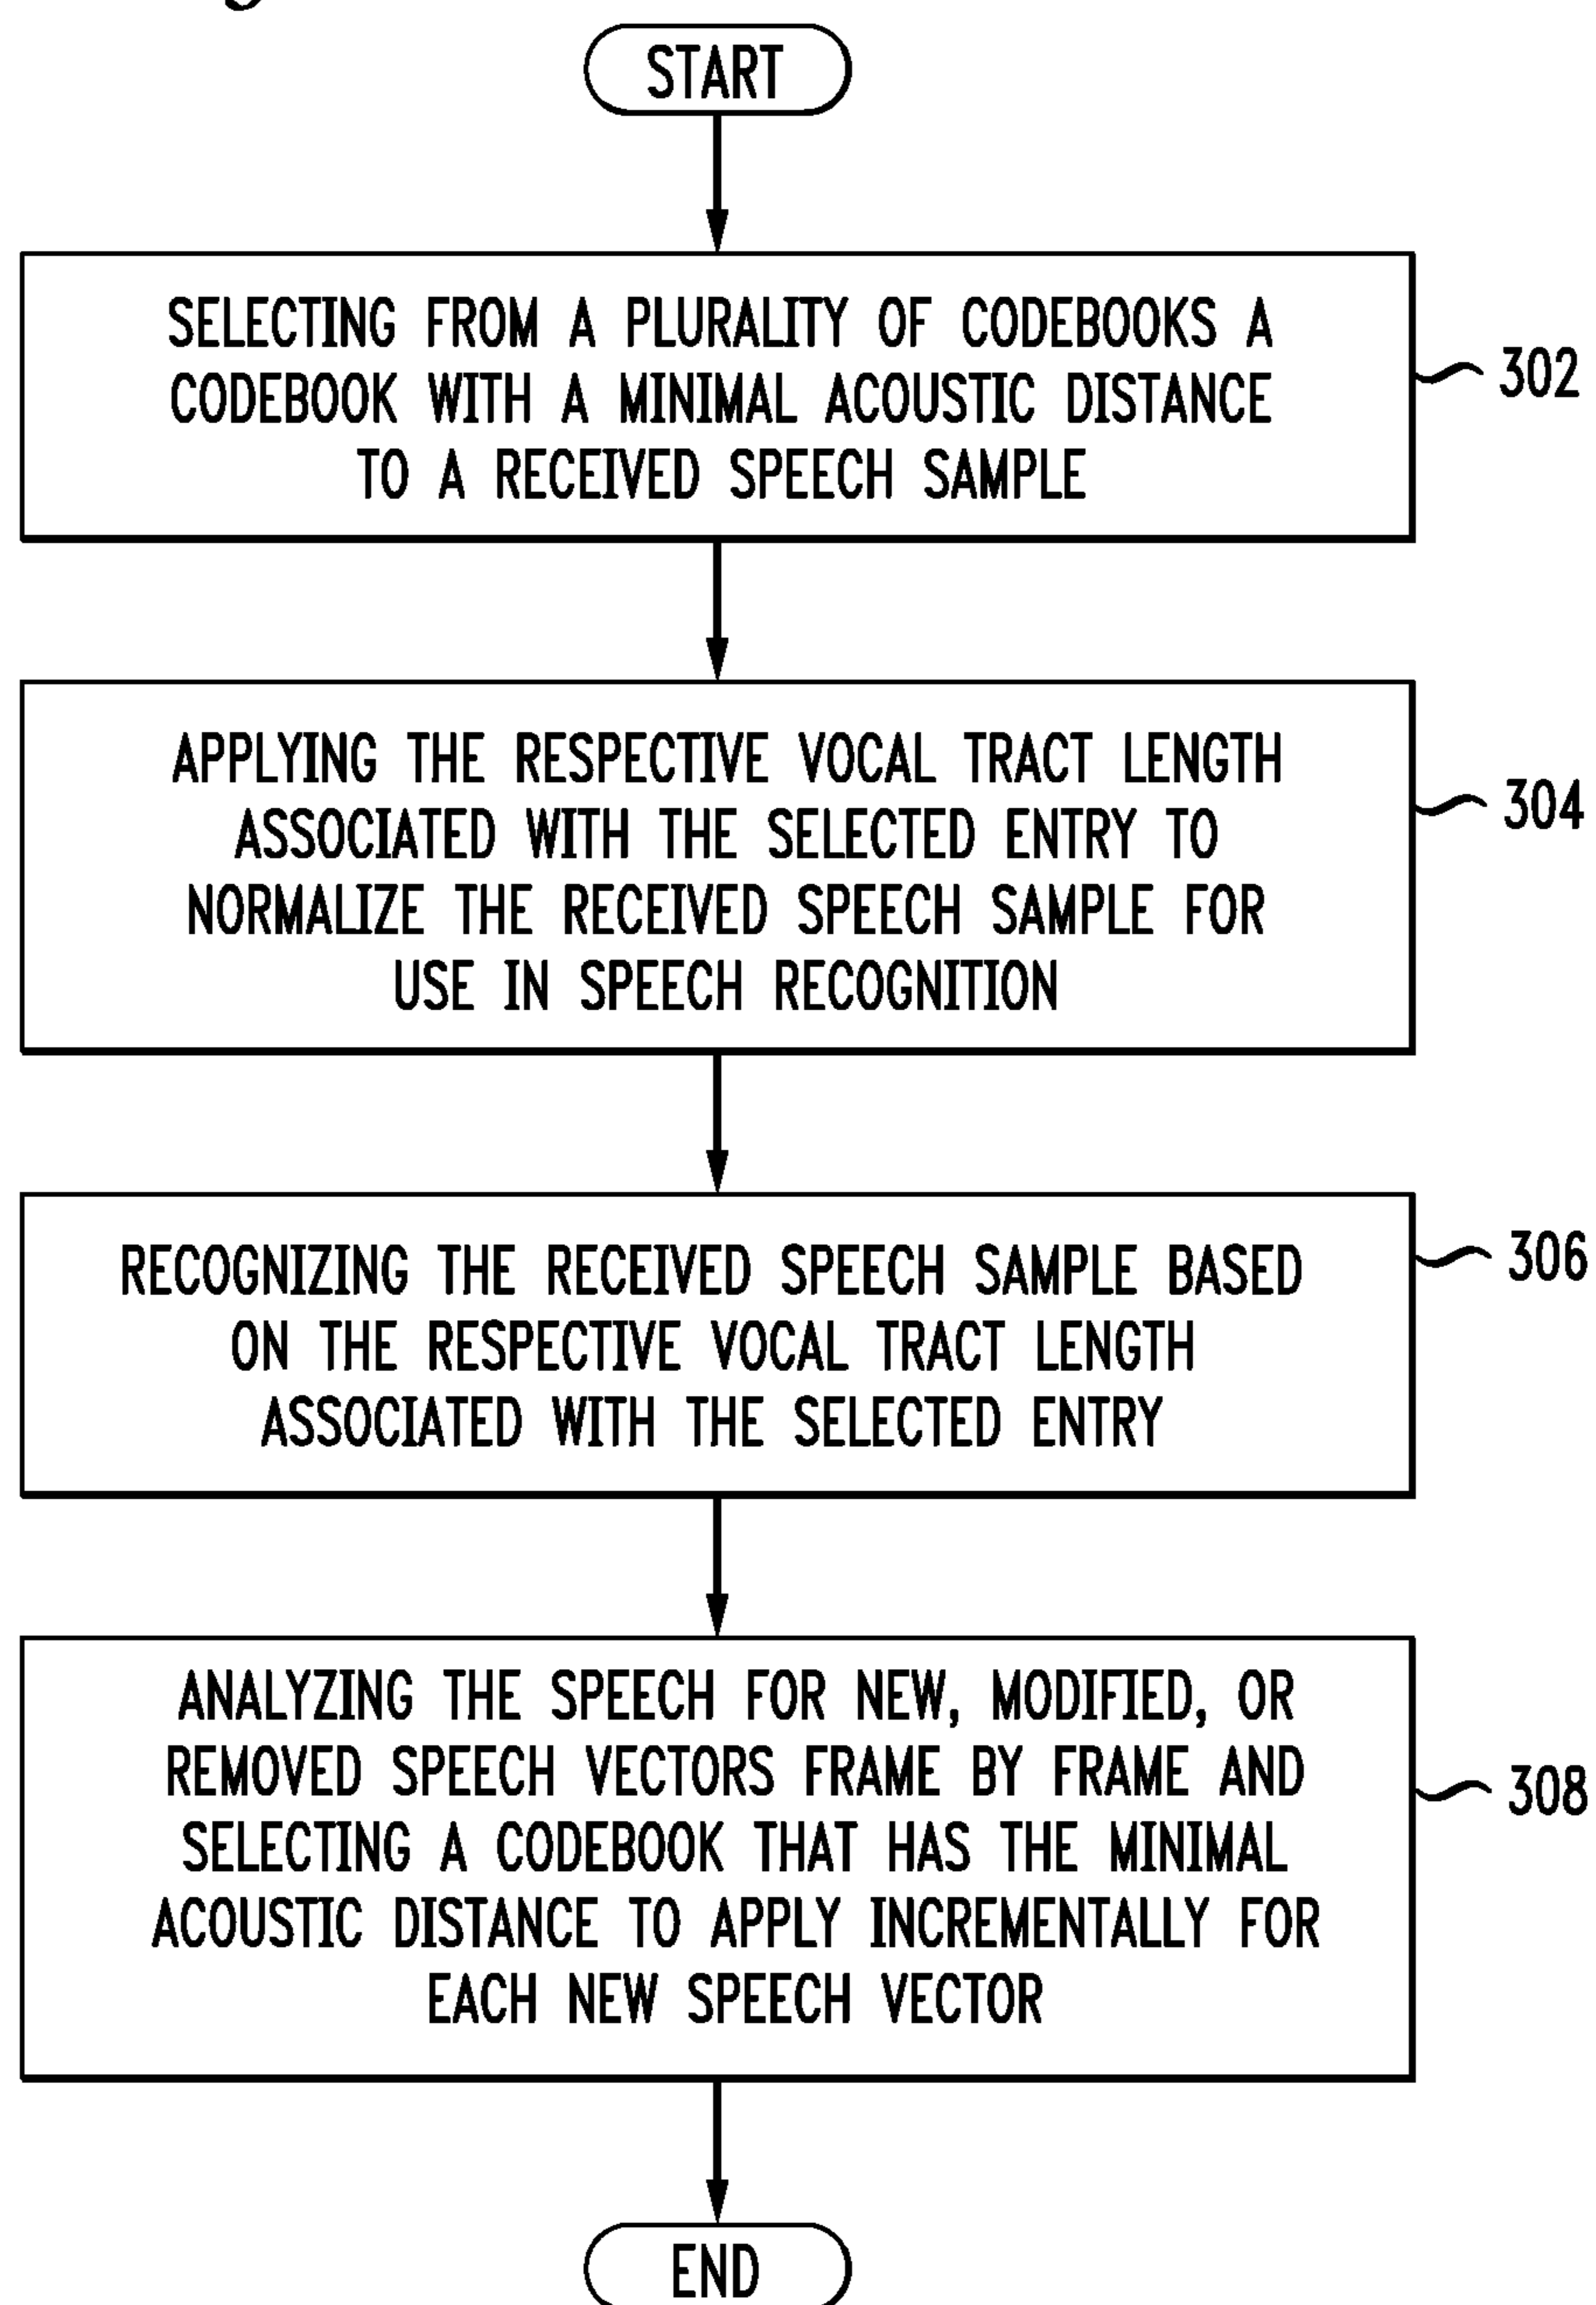 START
SELECTING FROM A PLURALITY OF CODEBOOKS A
CODEBOOK WITH A MINIMAL ACOUSTIC DISTANCE
TO A RECEIVED SPEECH SAMPLE
302
APPLYING THE RESPECTIVE VOCAL TRACT LENGTH
ASSOCIATED WITH THE SELECTED ENTRY TO
NORMALIZE THE RECEIVED SPEECH SAMPLE FOR
USE IN SPEECH RECOGNITION
304
RECOGNIZING THE RECEIVED SPEECH SAMPLE BASED
ON THE RESPECTIVE VOCAL TRACT LENGTH
ASSOCIATED WITH THE SELECTED ENTRY
306
ANALYZING THE SPEECH FOR NEW, MODIFIED, OR
REMOVED SPEECH VECTORS FRAME BY FRAME AND
SELECTING A CODEBOOK THAT HAS THE MINIMAL
ACOUSTIC DISTANCE TO APPLY INCREMENTALLY FOR
EACH NEW SPEECH VECTOR
308
END